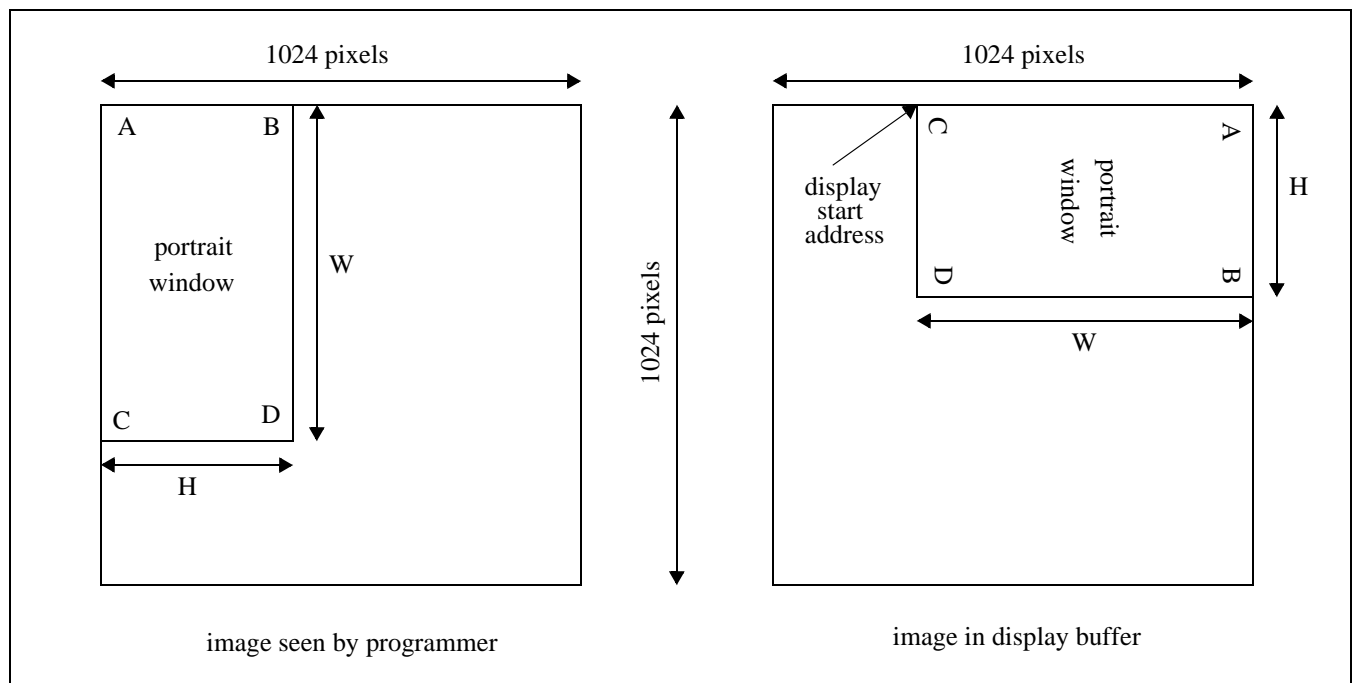 1024 pixels
A B
portrait
window
W
C D
H
image seen by programmer
1024 pixels
1024 pixels
C A
display
start
address
portrait
window
H
D B
W
image in display buffer